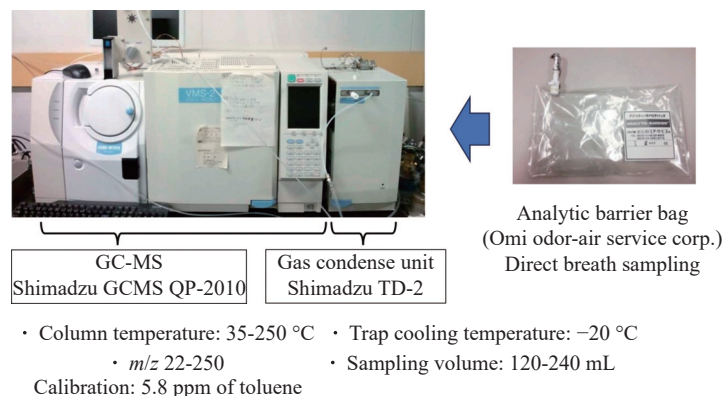 VMS-2
Analytic barrier bag
(Omi odor-air service corp.)
Direct breath sampling
GC-MS
Shimadzu GCMS QP-2010
Gas condense unit
Shimadzu TD-2
· Column temperature: 35-250 °C
· Trap cooling temperature: −20 °C
· m/z 22-250
· Sampling volume: 120-240 mL
Calibration: 5.8 ppm of toluene